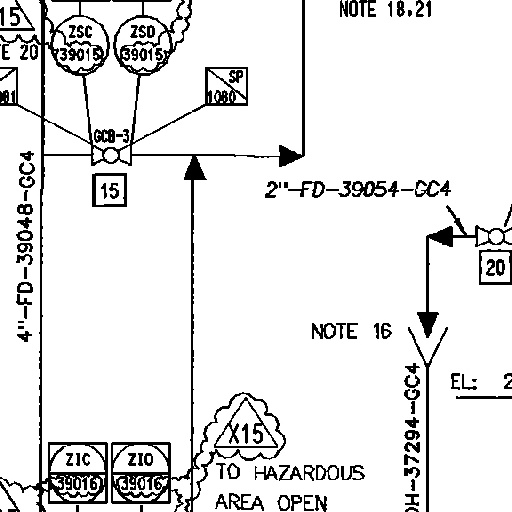 15
NOTE 18,21
ZSC
39015
ZSO
39015
E 20
SP
1080
081
GCB-3
15
4"-FD-39048-GC4
2"-FD-39054-GC4
20
NOTE 16
EL: 2
DH-37294-GC4
X15
TO HAZARDOUS
AREA OPEN
ZIC
39016
ZIO
39016